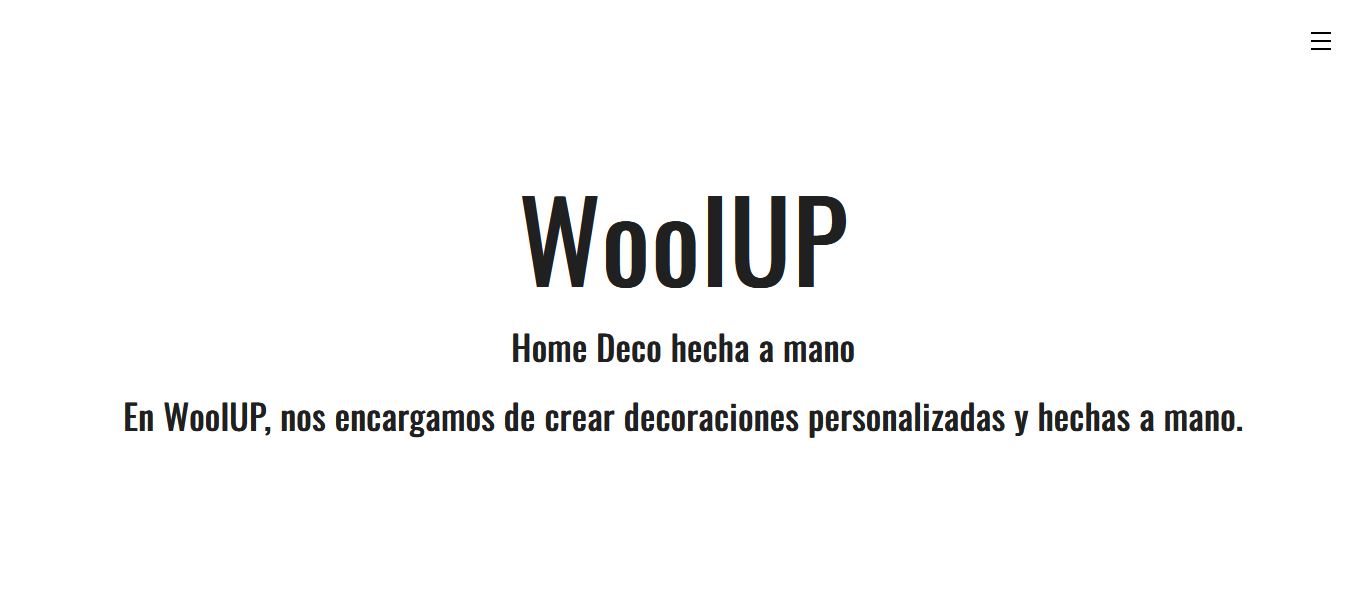 WoolUP
Home Deco hecha a mano
En WoolUP, nos encargamos de crear decoraciones personalizadas y hechas a mano.